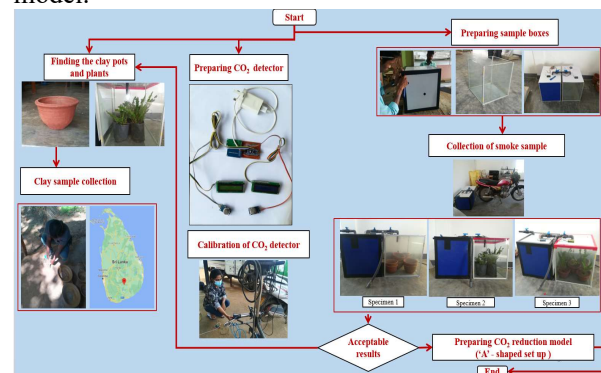 model.
Start
Finding the clay pots
and plants
Preparing CO₂ detector
Preparing sample boxes
Collection of smoke sample
Clay sample collection
Calibration of CO₂ detector
Sri Lanka
Specimen 1
Specimen 2
Specimen 3
Acceptable
results
Preparing CO₂ reduction model
('A' - shaped set up )
End